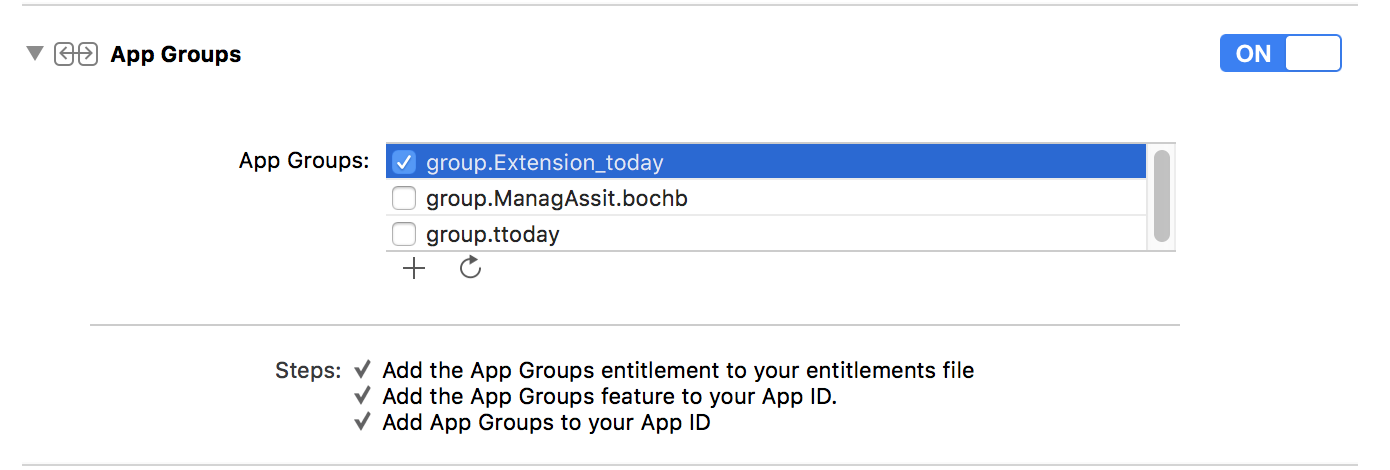 App Groups
ON
App Groups:
group.Extension_today
group.ManagAssit.bochb
group.ttoday
Steps: ✓ Add the App Groups entitlement to your entitlements file
✓ Add the App Groups feature to your App ID.
✓ Add App Groups to your App ID